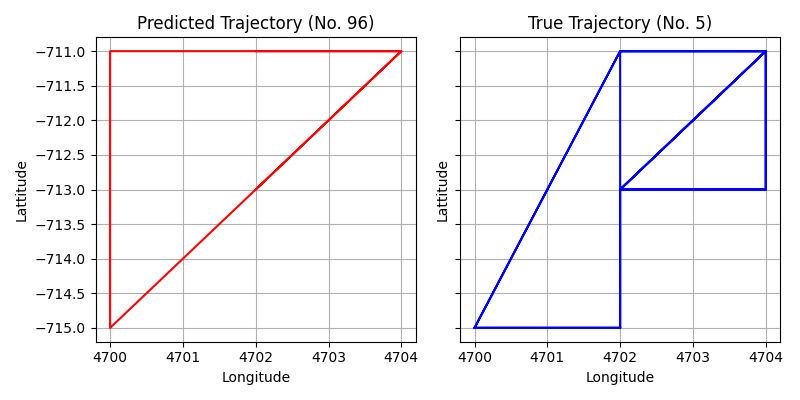 Predicted Trajectory (No. 96)
True Trajectory (No. 5)
Lattitude
−711.0
−711.5
−712.0
−712.5
−713.0
−713.5
−714.0
−714.5
−715.0
4700 4701 4702 4703 4704
Longitude
Lattitude
4700 4701 4702 4703 4704
Longitude